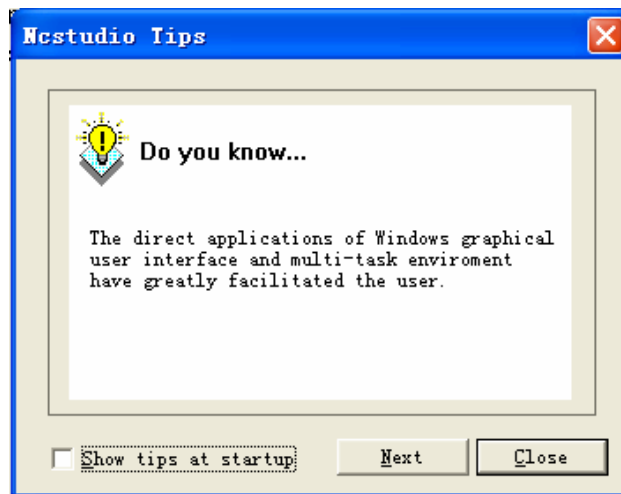 Ncstudio Tips
Do you know...
The direct applications of Windows graphical
user interface and multi-task enviroment
have greatly facilitated the user.
Show tips at startup Next Close